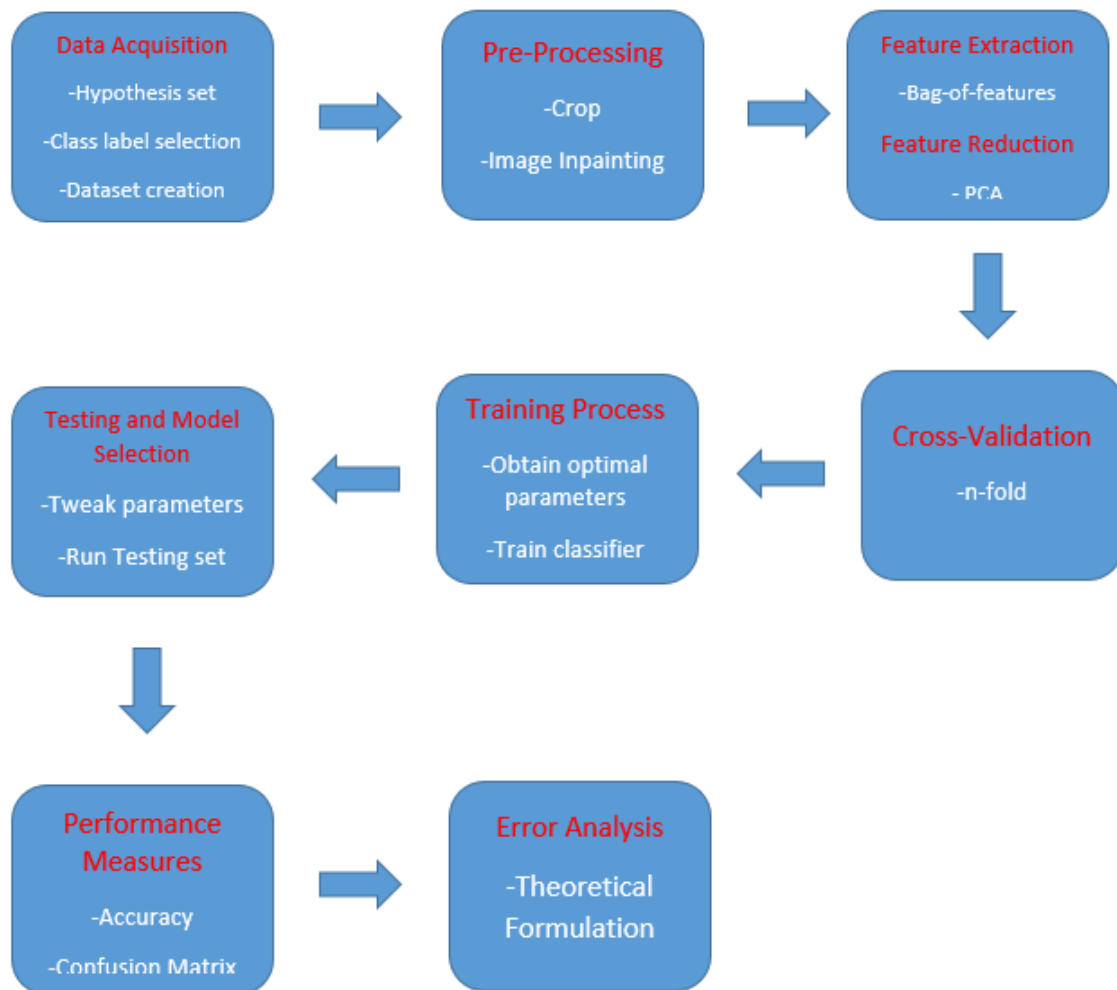 Data Acquisition
-Hypothesis set
-Class label selection
-Dataset creation
Pre-Processing
-Crop
-Image Inpainting
Feature Extraction
-Bag-of-features
Feature Reduction
- PCA
Cross-Validation
-n-fold
Training Process
-Obtain optimal
parameters
-Train classifier
Testing and Model
Selection
-Tweak parameters
-Run Testing set
Performance
Measures
-Accuracy
-Confusion Matrix
Error Analysis
-Theoretical
Formulation